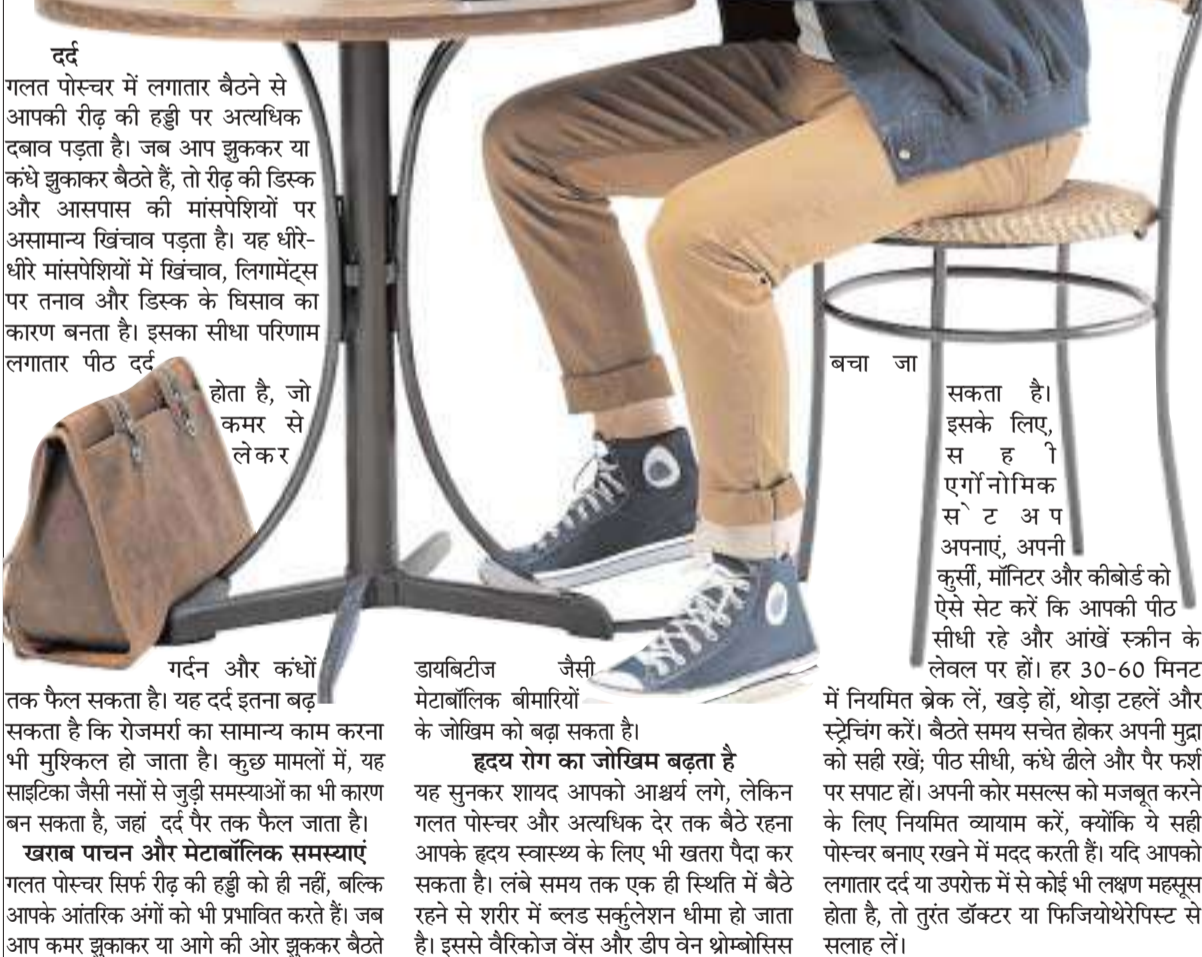 दर्द
गलत पोस्चर में लगातार बैठने से
आपकी रीढ़ की हड्डी पर अत्यधिक
दबाव पड़ता है। जब आप झुककर या
कंधे झुकाकर बैठते हैं, तो रीढ़ की डिस्क
और आसपास की मांसपेशियों पर
असामान्य खिंचाव पड़ता है। यह धीरे-
धीरे मांसपेशियों में खिंचाव, लिगामेंट्स
पर तनाव और डिस्क के घिसाव का
कारण बनता है। इसका सीधा परिणाम
लगातार पीठ दर्द
होता है, जो
कमर से
लेकर
गर्दन और कंधों
तक फैल सकता है। यह दर्द इतना बढ़
सकता है कि रोजमर्रा का सामान्य काम करना
भी मुश्किल हो जाता है। कुछ मामलों में, यह
साइटिका जैसी नसों से जुड़ी समस्याओं का भी कारण
बन सकता है, जहां दर्द पैर तक फैल जाता है।
खराब पाचन और मेटाबॉलिक समस्याएं
गलत पोस्चर सिर्फ रीढ़ की हड्डी को ही नहीं, बल्कि
आपके आंतरिक अंगों को भी प्रभावित करते हैं। जब
आप कमर झुकाकर या आगे की ओर झुककर बैठते
डायबिटीज जैसी
मेटाबॉलिक बीमारियों
के जोखिम को बढ़ा सकता है।
हृदय रोग का जोखिम बढ़ता है
यह सुनकर शायद आपको आश्चर्य लगे, लेकिन
गलत पोस्चर और अत्यधिक देर तक बैठे रहना
आपके हृदय स्वास्थ्य के लिए भी खतरा पैदा कर
सकता है। लंबे समय तक एक ही स्थिति में बैठे
रहने से शरीर में ब्लड सर्कुलेशन धीमा हो जाता
है। इससे वैरिकोज वेंस और डीप वेन थ्रोम्बोसिस
बचा जा
सकता है।
इसके लिए,
सही
एर्गोनोमिक
सेटअप
अपनाएं, अपनी
कुर्सी, मॉनिटर और कीबोर्ड को
ऐसे सेट करें कि आपकी पीठ
सीधी रहे और आंखें स्क्रीन के
लेवल पर हों। हर 30-60 मिनट
में नियमित ब्रेक लें, खड़े हों, थोड़ा टहलें और
स्ट्रेचिंग करें। बैठते समय सचेत होकर अपनी मुद्रा
को सही रखें; पीठ सीधी, कंधे ढीले और पैर फर्श
पर सपाट हों। अपनी कोर मसल्स को मजबूत करने
के लिए नियमित व्यायाम करें, क्योंकि ये सही
पोस्चर बनाए रखने में मदद करती हैं। यदि आपको
लगातार दर्द या उपरोक्त में से कोई भी लक्षण महसूस
होता है, तो तुरंत डॉक्टर या फिजियोथेरेपिस्ट से
सलाह लें।